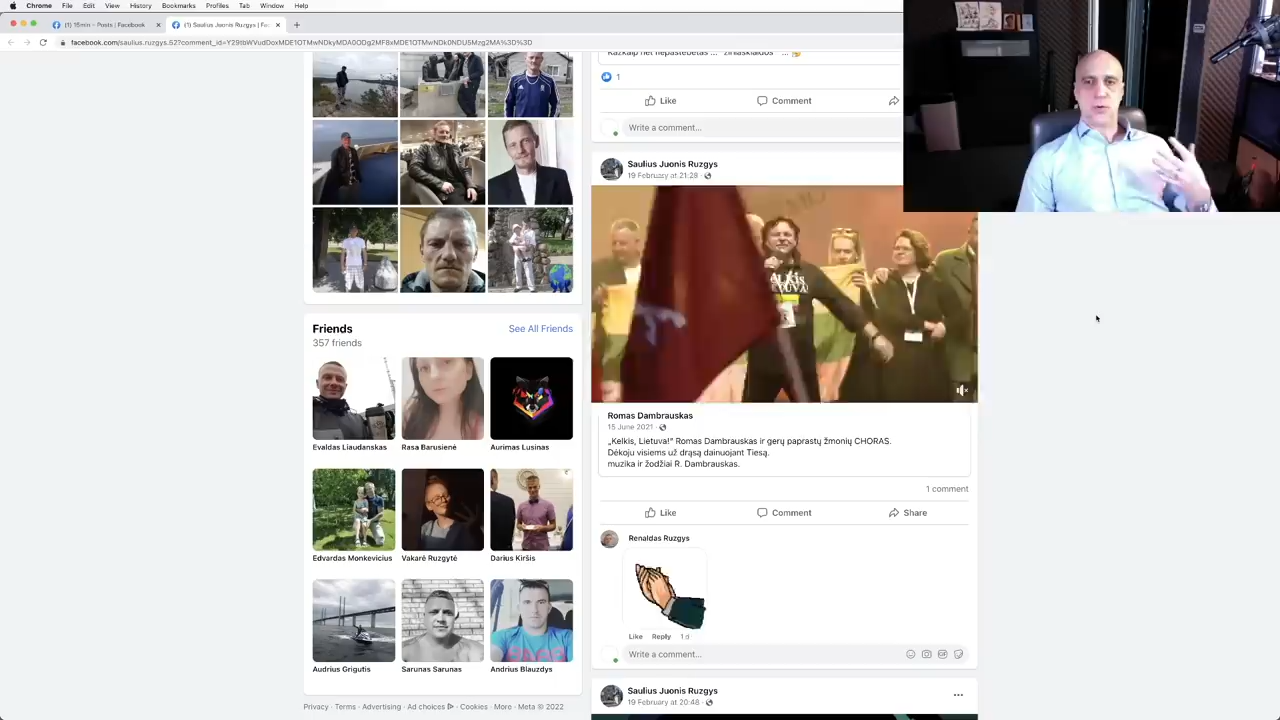 Chrome File Edit View History Bookmarks Profiles Tab Window Help
(1) 15min - Posts | Facebook
(1) Saulius Juonis Ruzgys | Fac
Like Comment
Write a comment...
Saulius Juonis Ruzgys
19 February at 21:28
Romas Dambrauskas
15 June 2021
„Kelkis, Lietuva!" Romas Dambrauskas ir gerų paprastų žmonių CHORAS.
Dėkoju visiems už drąsą dainuojant Tiesą.
muzika ir žodžiai R. Dambrauskas.
1 comment
Like Comment Share
Renaldas Ruzgys
Like Reply 1 d
Write a comment...
Saulius Juonis Ruzgys
19 February at 20:48
Friends
See All Friends
357 friends
Evaldas Liaudanskas
Rasa Barusienė
Aurimas Lusinas
Edvardas Monkevicius
Vakarė Ruzgytė
Darius Kiršis
Audrius Grigutis
Sarunas Sarunas
Andrius Blauzdys
Privacy · Terms · Advertising · Ad choices · Cookies · More · Meta © 2022